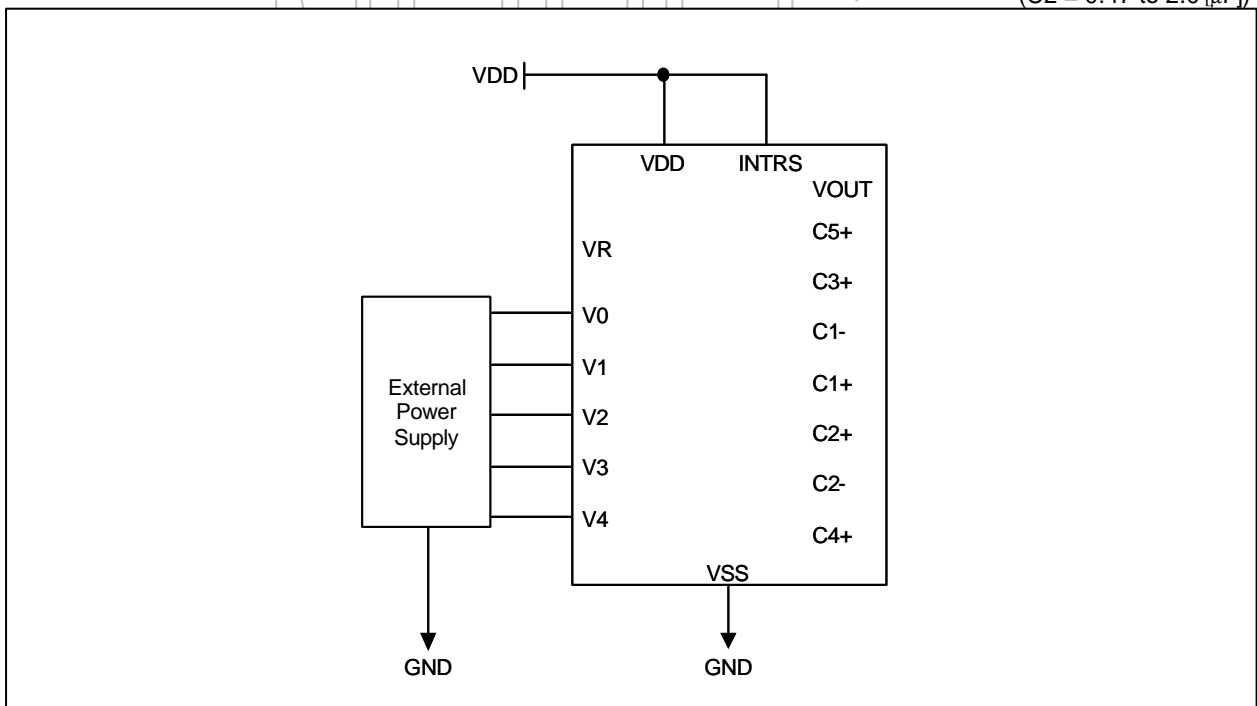 VDD
VDD INTRS
VOUT
C5+
VR
C3+
V0
C1-
V1
C1+
External
Power
Supply
V2
C2+
V3
C2-
V4
C4+
VSS
GND
GND